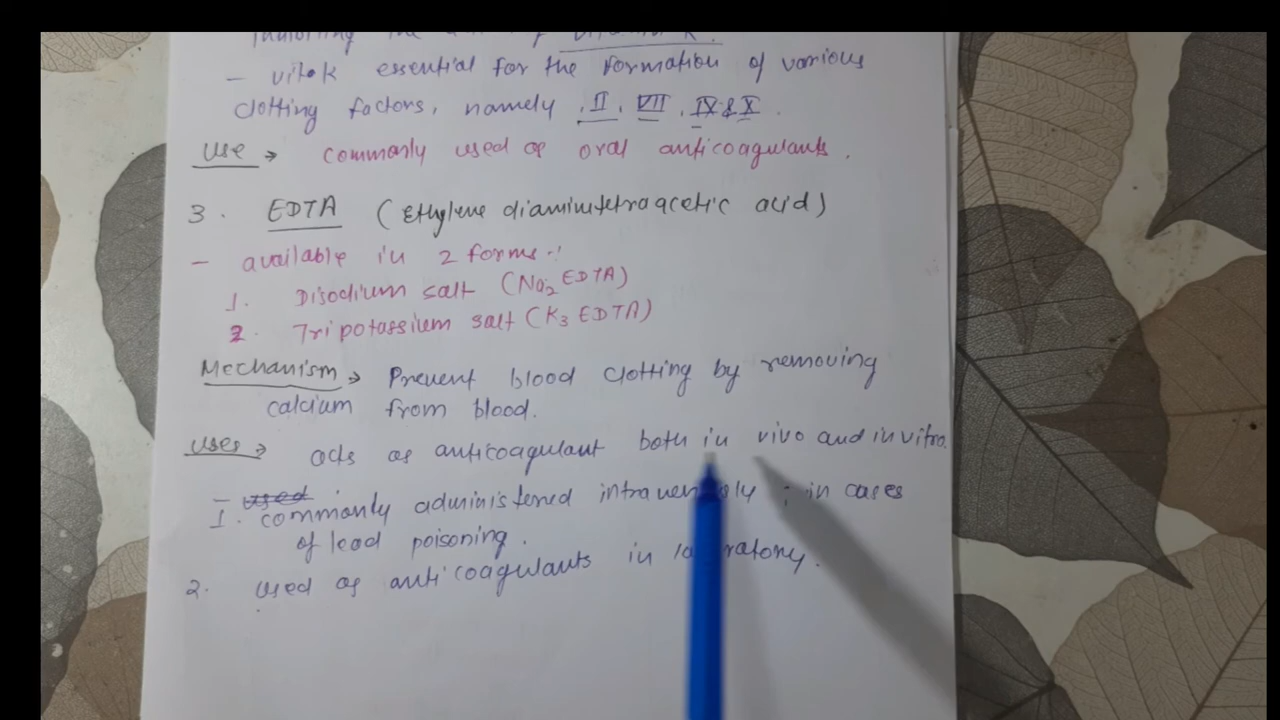 the
- vit.K essential for the formation of various
clotting factors, namely, II, VII, IX & X.
Use → commonly used as oral anticoagulants.
3. EDTA (Ethylene diaminetetraacetic acid)
- available in 2 forms :
1. Disodium salt (Na2 EDTA)
2. Tripotassium salt (K3 EDTA)
Mechanism → Prevent blood clotting by removing
calcium from blood.
Uses → acts as anticoagulant both in vivo and in vitro.
1. commonly administered intravenously ; in cases
of lead poisoning.
2. used as anticoagulants in laboratory.